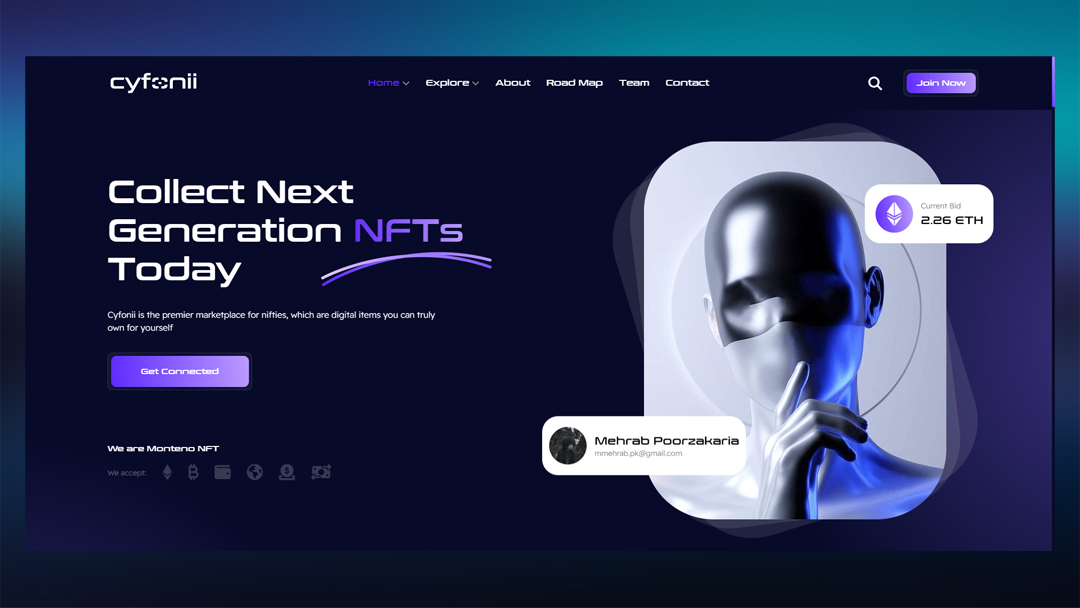 cyfonii
Home
Explore
About
Road Map
Team
Contact
Join Now
Collect Next
Generation NFTs
Today
Cyfonii is the premier marketplace for nifties, which are digital items you can truly
own for yourself
Get Connected
We are Monteno NFT
We accept:
Current Bid
2.26 ETH
Mehrab Poorzakaria
mmehrab.pk@gmail.com